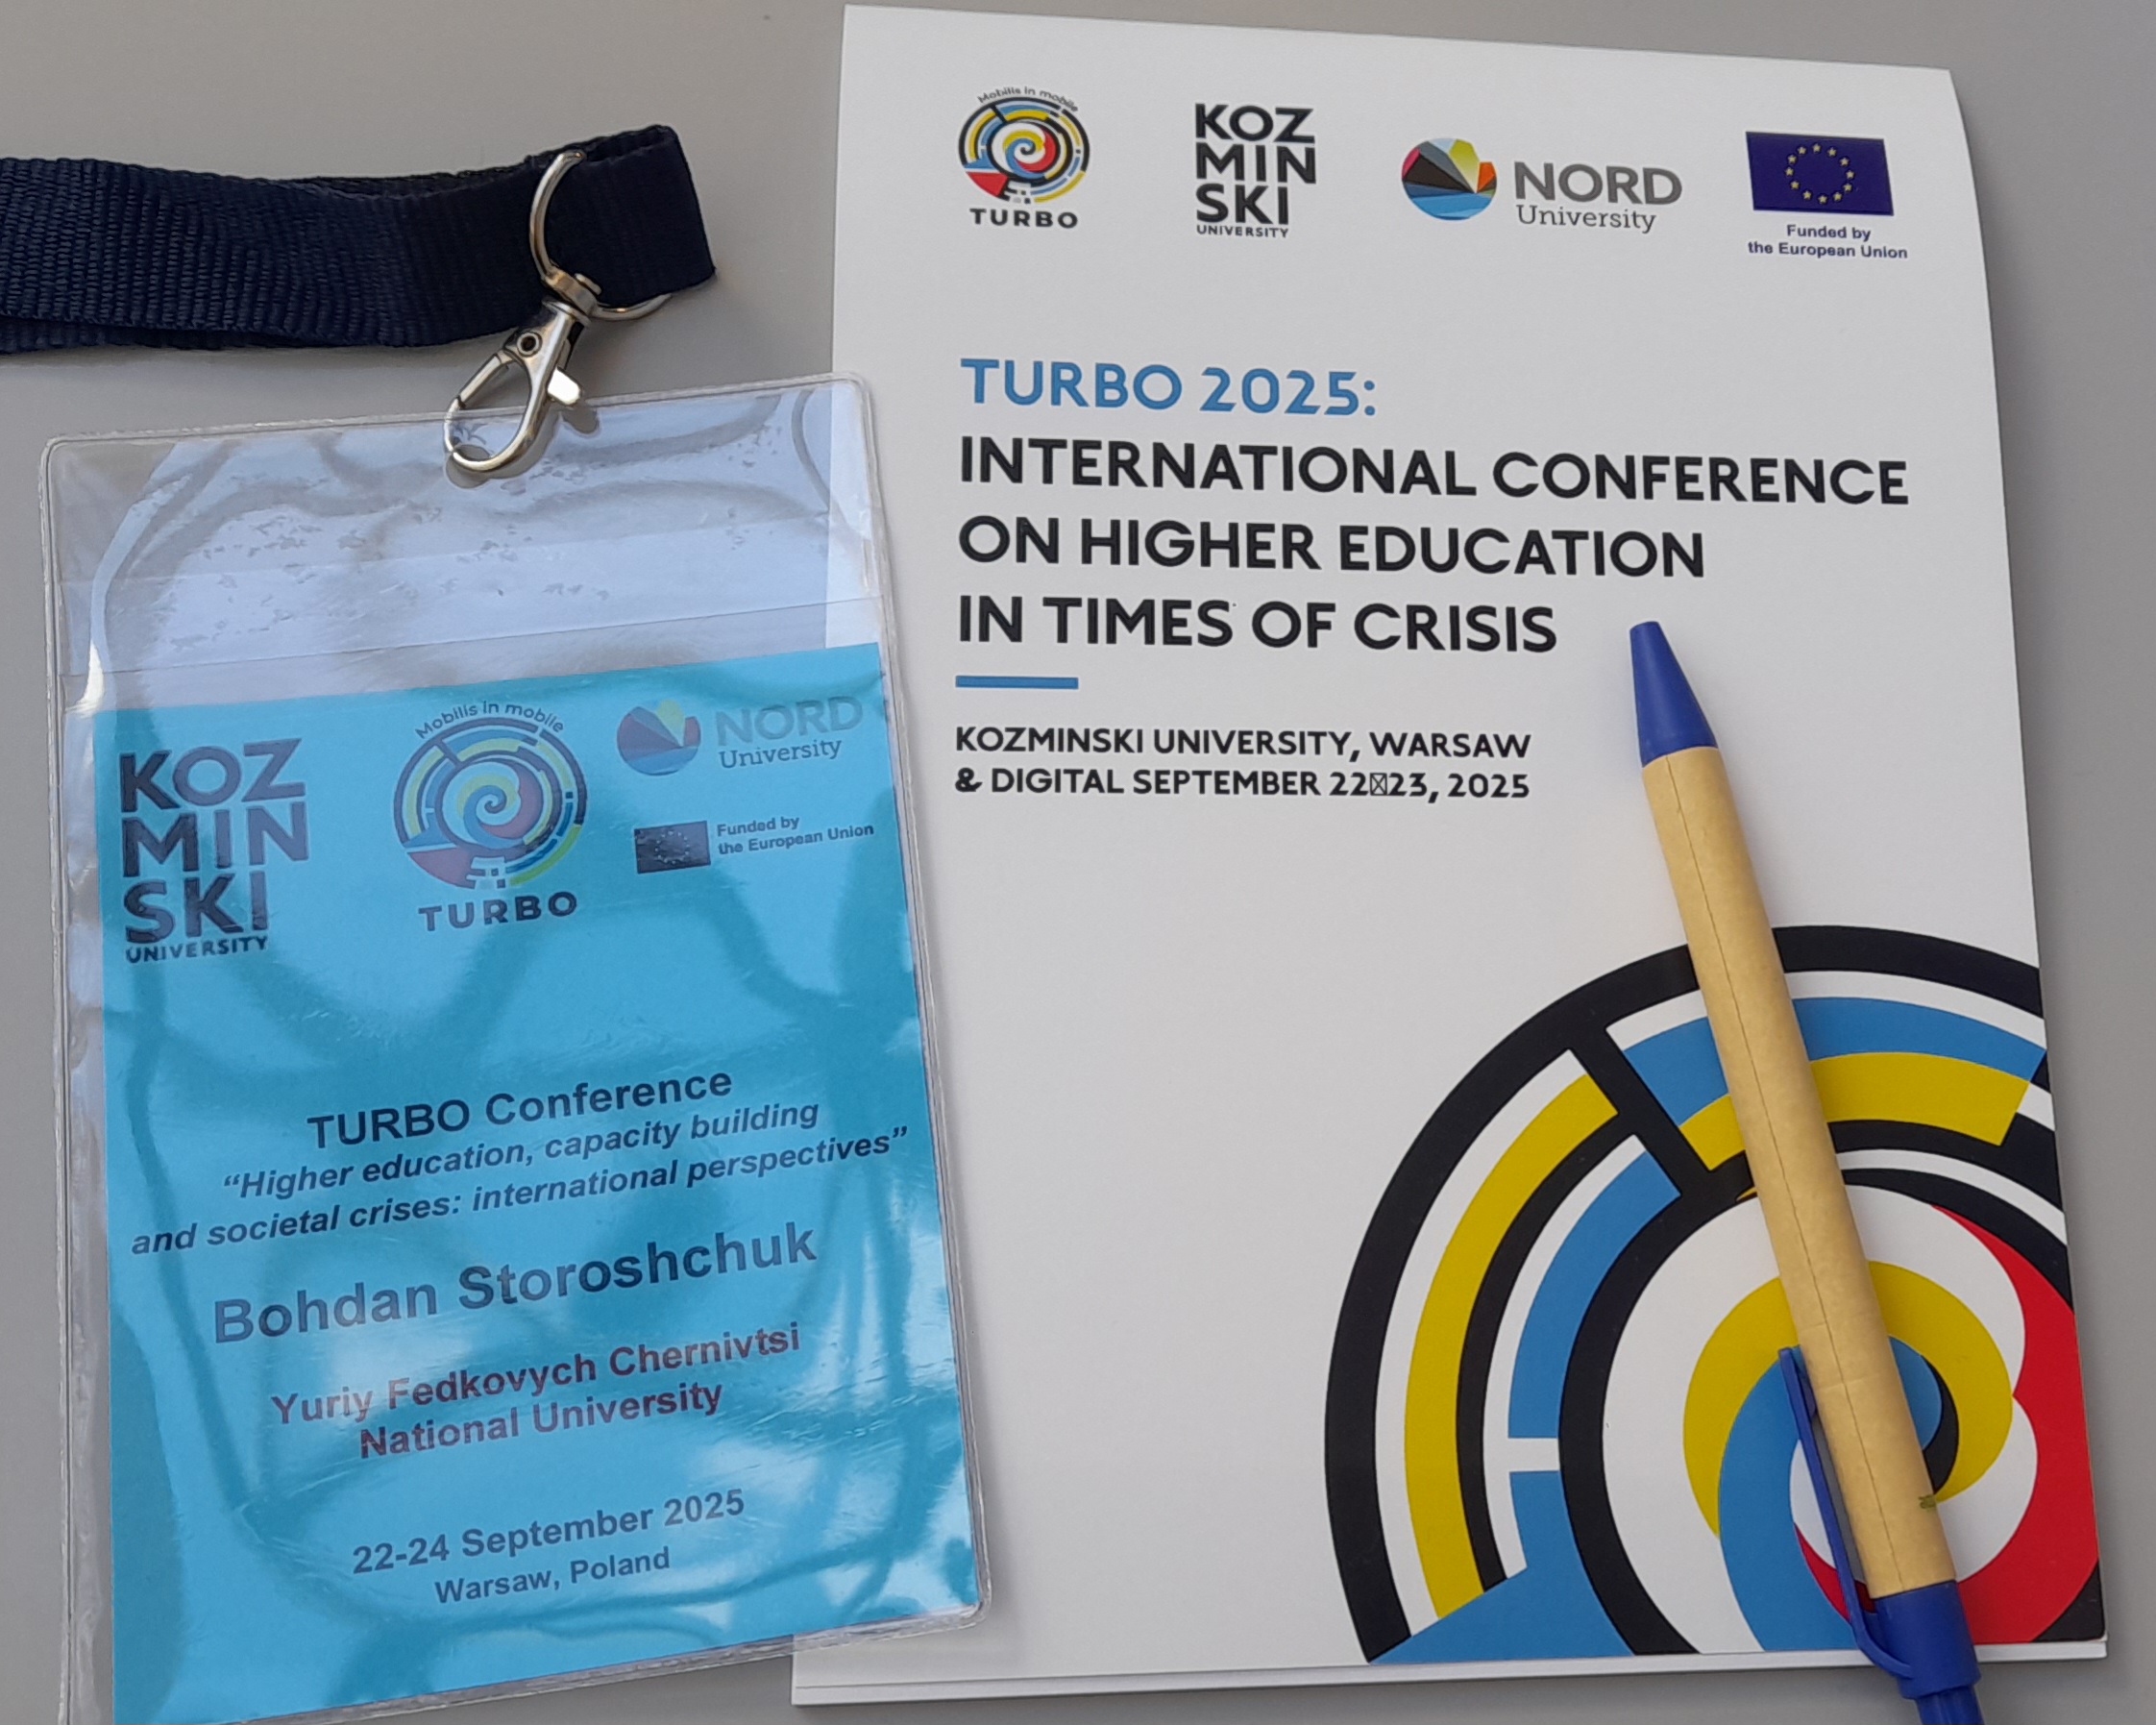 Mobilis in mobile
TURBO
KOZ
MIN
SKI
UNIVERSITY
NORD
University
Funded by
the European Union
TURBO 2025:
INTERNATIONAL CONFERENCE
ON HIGHER EDUCATION
IN TIMES OF CRISIS
KOZMINSKI UNIVERSITY, WARSAW
& DIGITAL SEPTEMBER 22☒23, 2025
KOZ
MIN
SKI
UNIVERSITY
Mobilis in mobile
TURBO
NORD
University
Funded by
the European Union
TURBO Conference
“Higher education, capacity building
and societal crises: international perspectives”
Bohdan Storoshchuk
Yuriy Fedkovych Chernivtsi
National University
22-24 September 2025
Warsaw, Poland